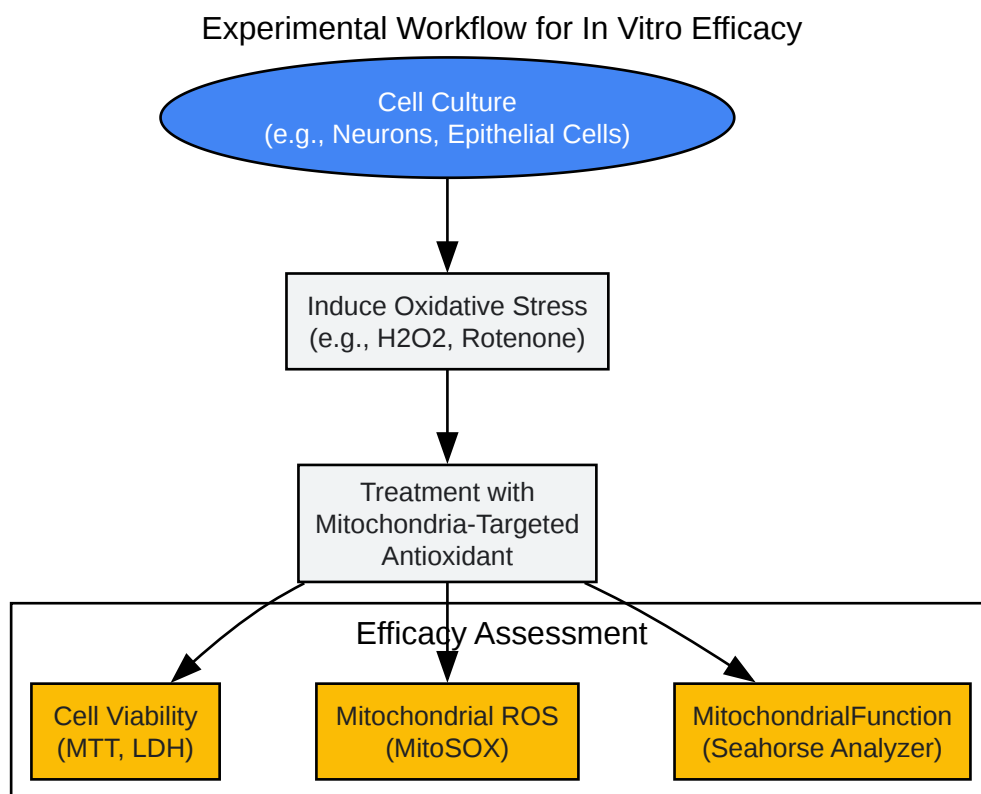 Experimental Workflow for In Vitro Efficacy
Cell Culture
(e.g., Neurons, Epithelial Cells)
Induce Oxidative Stress
(e.g., H2O2, Rotenone)
Treatment with
Mitochondria-Targeted
Antioxidant
Efficacy Assessment
Cell Viability
(MTT, LDH)
Mitochondrial ROS
(MitoSOX)
MitochondrialFunction
(Seahorse Analyzer)